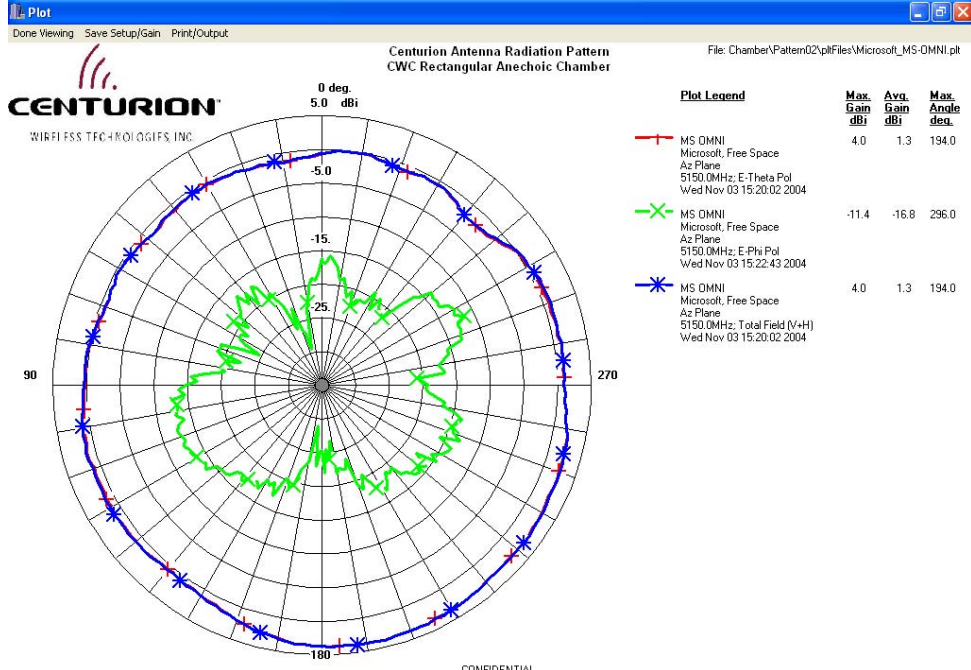 Plot
Done Viewing Save Setup/Gain Print/Output
Centurion Antenna Radiation Pattern
CWC Rectangular Anechoic Chamber
File: Chamber\Pattern02\pltFiles\Microsoft_MS-OMNI.plt
CENTURION
WIRELESS TECHNOLOGIES, INC.
0 deg.
5.0 dBi
-5.0
-15.
-25.
90
270
180
Plot Legend Max. Gain dBi Avg. Gain dBi Max. Angle deg.
MS OMNI 4.0 1.3 194.0
Microsoft, Free Space
Az Plane
5150.0MHz; E-Theta Pol
Wed Nov 03 15:20:02 2004
MS OMNI -11.4 -16.8 296.0
Microsoft, Free Space
Az Plane
5150.0MHz; E-Phi Pol
Wed Nov 03 15:22:43 2004
MS OMNI 4.0 1.3 194.0
Microsoft, Free Space
Az Plane
5150.0MHz; Total Field (V+H)
Wed Nov 03 15:20:02 2004
CONFIDENTIAL